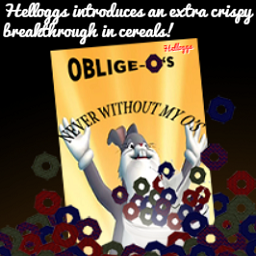 Helloggs introduces an extra crispy
breakthrough in cereals!
Helloggs
OBLIGE-O'S
NEVER WITHOUT MY O'S